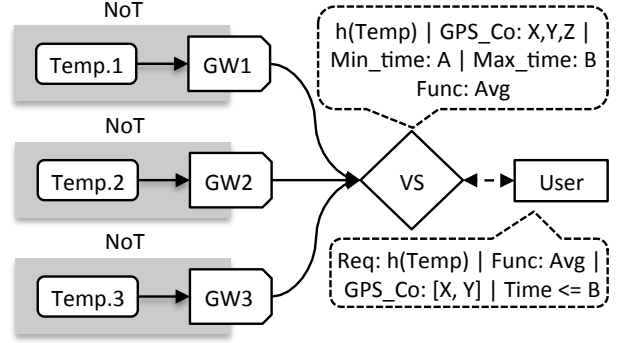 NoT
Temp.1
GW1
NoT
Temp.2
GW2
NoT
Temp.3
GW3
h(Temp) | GPS_Co: X,Y,Z |
Min_time: A | Max_time: B
Func: Avg
VS
User
Req: h(Temp) | Func: Avg |
GPS_Co: [X, Y] | Time <= B